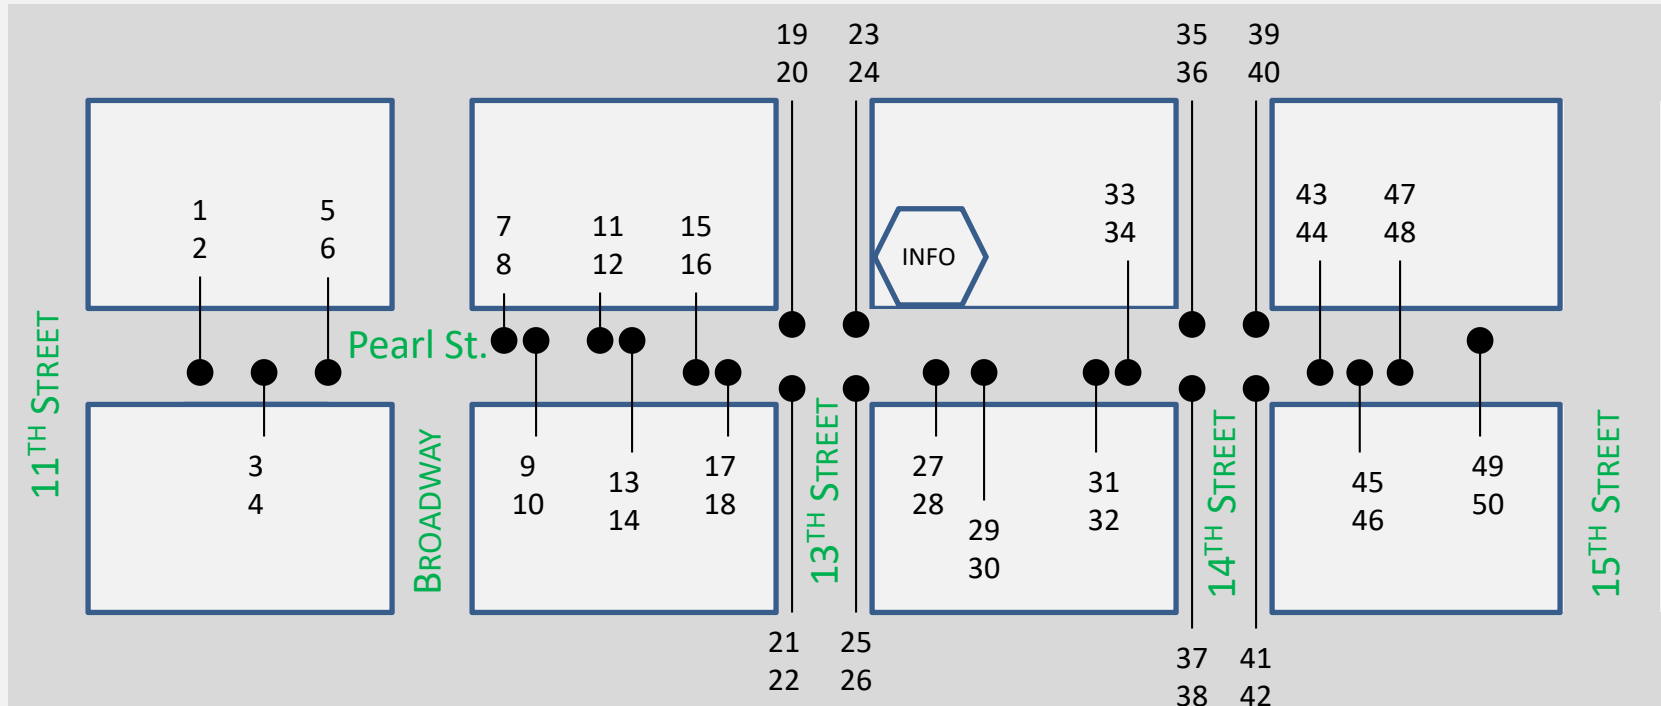 19 23 35 39
20 24 36 40
1 5 7 11 15 33 43 47
2 6 8 12 16 34 44 48
INFO
11TH STREET
Pearl St.
BROADWAY
13TH STREET
14TH STREET
15TH STREET
3 9 13 17 27 29 31 45 49
4 10 14 18 28 30 32 46 50
21 25 37 41
22 26 38 42